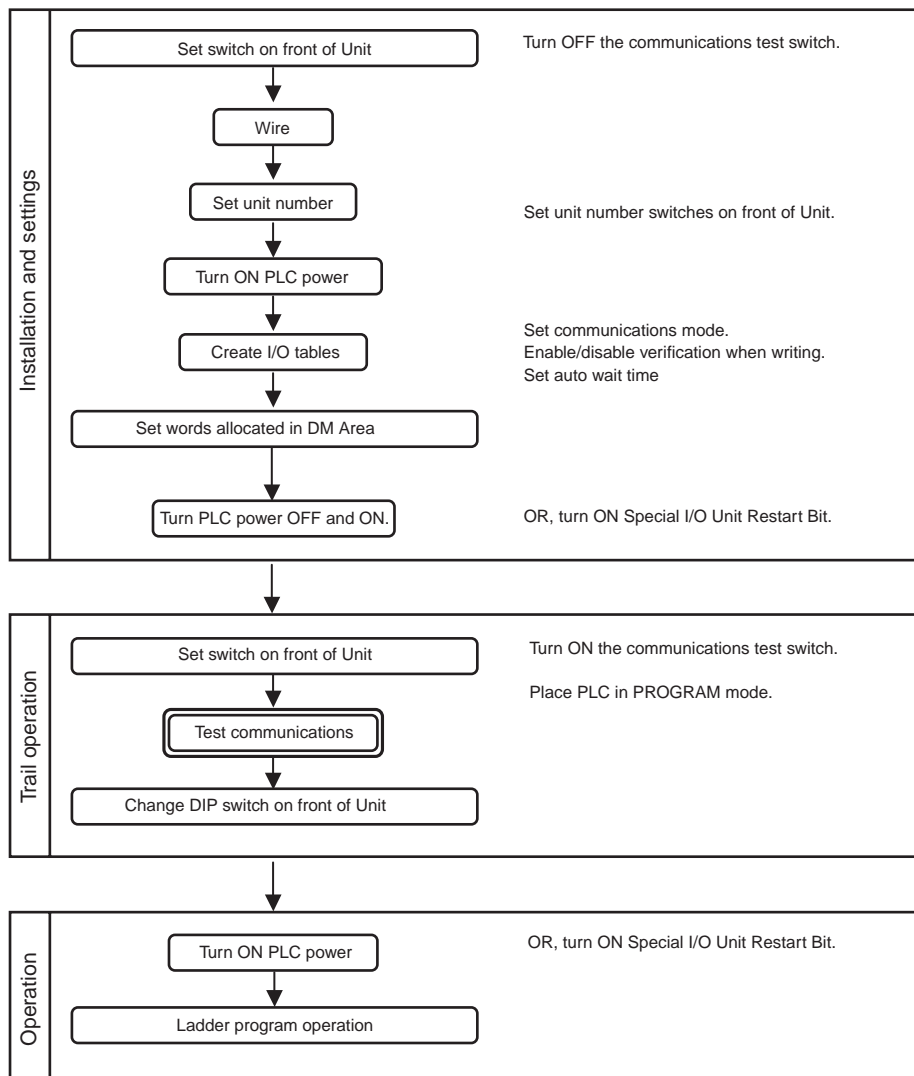 Installation and settings
Set switch on front of Unit
Turn OFF the communications test switch.
Wire
Set unit number
Set unit number switches on front of Unit.
Turn ON PLC power
Create I/O tables
Set communications mode.
Enable/disable verification when writing.
Set auto wait time
Set words allocated in DM Area
Turn PLC power OFF and ON.
OR, turn ON Special I/O Unit Restart Bit.
Trail operation
Set switch on front of Unit
Turn ON the communications test switch.
Place PLC in PROGRAM mode.
Test communications
Change DIP switch on front of Unit
Operation
Turn ON PLC power
OR, turn ON Special I/O Unit Restart Bit.
Ladder program operation